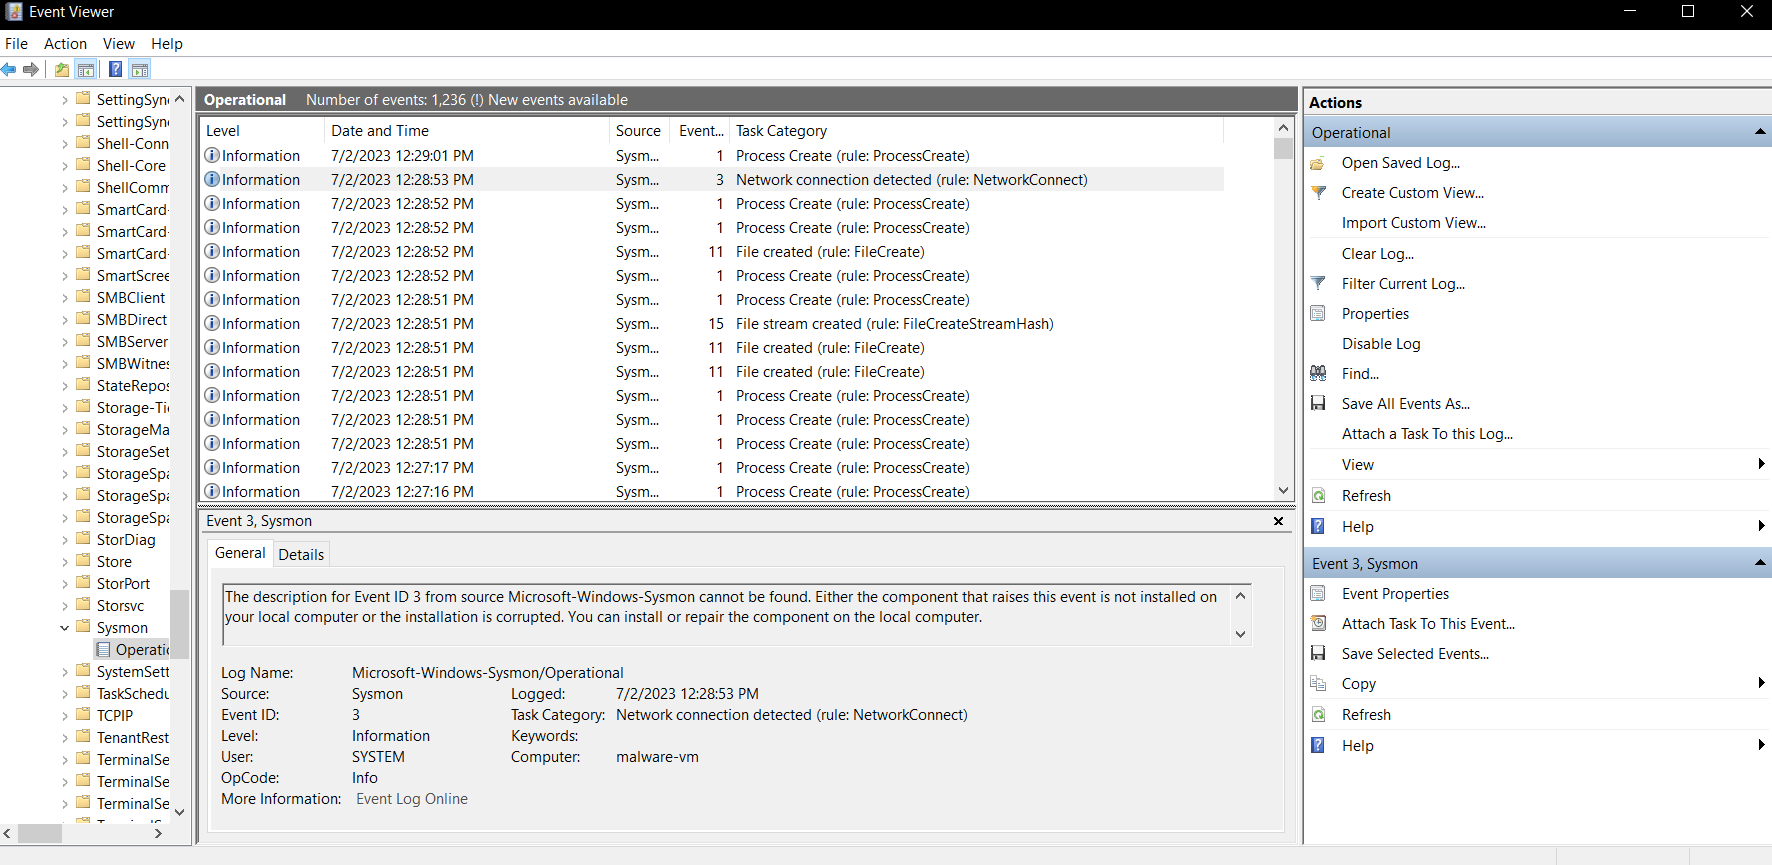 Event Viewer
File Action View Help
SettingSyn
SettingSyn
Shell-Conn
Shell-Core
ShellComm
SmartCard-
SmartCard-
SmartCard-
SmartScree
SMBClient
SMBDirect
SMBServer
SMBWitnes
StateRepos
Storage-Tie
StorageMa
StorageSet
StorageSpa
StorageSpa
StorageSpa
StorDiag
Store
StorPort
Storsvc
Sysmon
Operatio
SystemSett
TaskSchedu
TCPIP
TenantRest
TerminalSe
TerminalSe
TerminalSe
Operational Number of events: 1,236 (!) New events available
Level Date and Time Source Event... Task Category
Information 7/2/2023 12:29:01 PM Sysm... 1 Process Create (rule: ProcessCreate)
Information 7/2/2023 12:28:53 PM Sysm... 3 Network connection detected (rule: NetworkConnect)
Information 7/2/2023 12:28:52 PM Sysm... 1 Process Create (rule: ProcessCreate)
Information 7/2/2023 12:28:52 PM Sysm... 1 Process Create (rule: ProcessCreate)
Information 7/2/2023 12:28:52 PM Sysm... 11 File created (rule: FileCreate)
Information 7/2/2023 12:28:52 PM Sysm... 1 Process Create (rule: ProcessCreate)
Information 7/2/2023 12:28:51 PM Sysm... 1 Process Create (rule: ProcessCreate)
Information 7/2/2023 12:28:51 PM Sysm... 15 File stream created (rule: FileCreateStreamHash)
Information 7/2/2023 12:28:51 PM Sysm... 11 File created (rule: FileCreate)
Information 7/2/2023 12:28:51 PM Sysm... 11 File created (rule: FileCreate)
Information 7/2/2023 12:28:51 PM Sysm... 1 Process Create (rule: ProcessCreate)
Information 7/2/2023 12:28:51 PM Sysm... 1 Process Create (rule: ProcessCreate)
Information 7/2/2023 12:28:51 PM Sysm... 1 Process Create (rule: ProcessCreate)
Information 7/2/2023 12:27:17 PM Sysm... 1 Process Create (rule: ProcessCreate)
Information 7/2/2023 12:27:16 PM Sysm... 1 Process Create (rule: ProcessCreate)
Event 3, Sysmon
General Details
The description for Event ID 3 from source Microsoft-Windows-Sysmon cannot be found. Either the component that raises this event is not installed on
your local computer or the installation is corrupted. You can install or repair the component on the local computer.
Log Name: Microsoft-Windows-Sysmon/Operational
Source: Sysmon Logged: 7/2/2023 12:28:53 PM
Event ID: 3 Task Category: Network connection detected (rule: NetworkConnect)
Level: Information Keywords:
User: SYSTEM Computer: malware-vm
OpCode: Info
More Information: Event Log Online
Actions
Operational
Open Saved Log...
Create Custom View...
Import Custom View...
Clear Log...
Filter Current Log...
Properties
Disable Log
Find...
Save All Events As...
Attach a Task To this Log...
View
Refresh
Help
Event 3, Sysmon
Event Properties
Attach Task To This Event...
Save Selected Events...
Copy
Refresh
Help